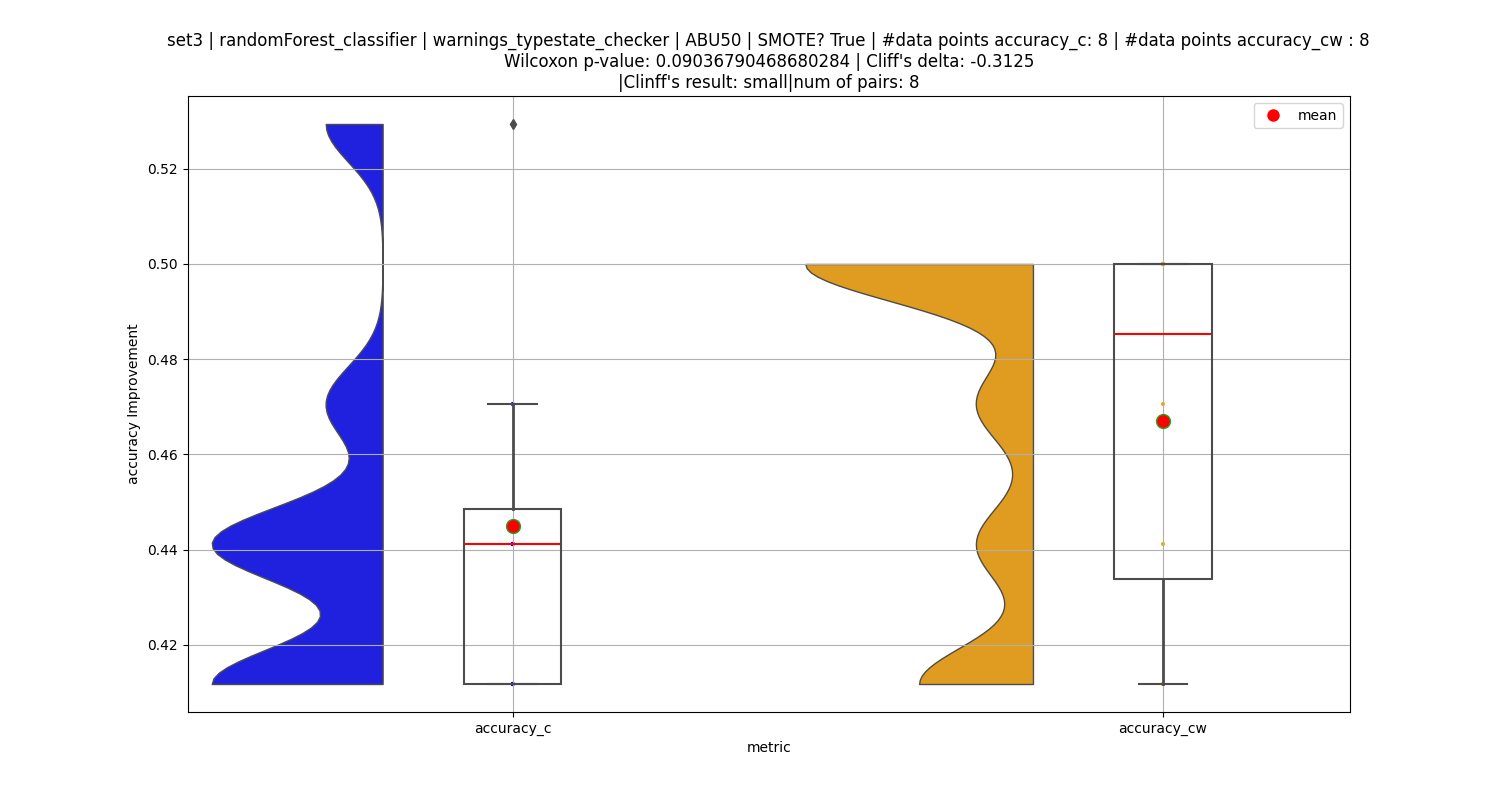 set3 | randomForest_classifier | warnings_typestate_checker | ABU50 | SMOTE? True | #data points accuracy_c: 8 | #data points accuracy_cw : 8
Wilcoxon p-value: 0.09036790468680284 | Cliff's delta: -0.3125
|Clinff's result: small|num of pairs: 8
mean
0.52
0.50
0.48
0.46
0.44
0.42
accuracy Improvement
accuracy_c
accuracy_cw
metric